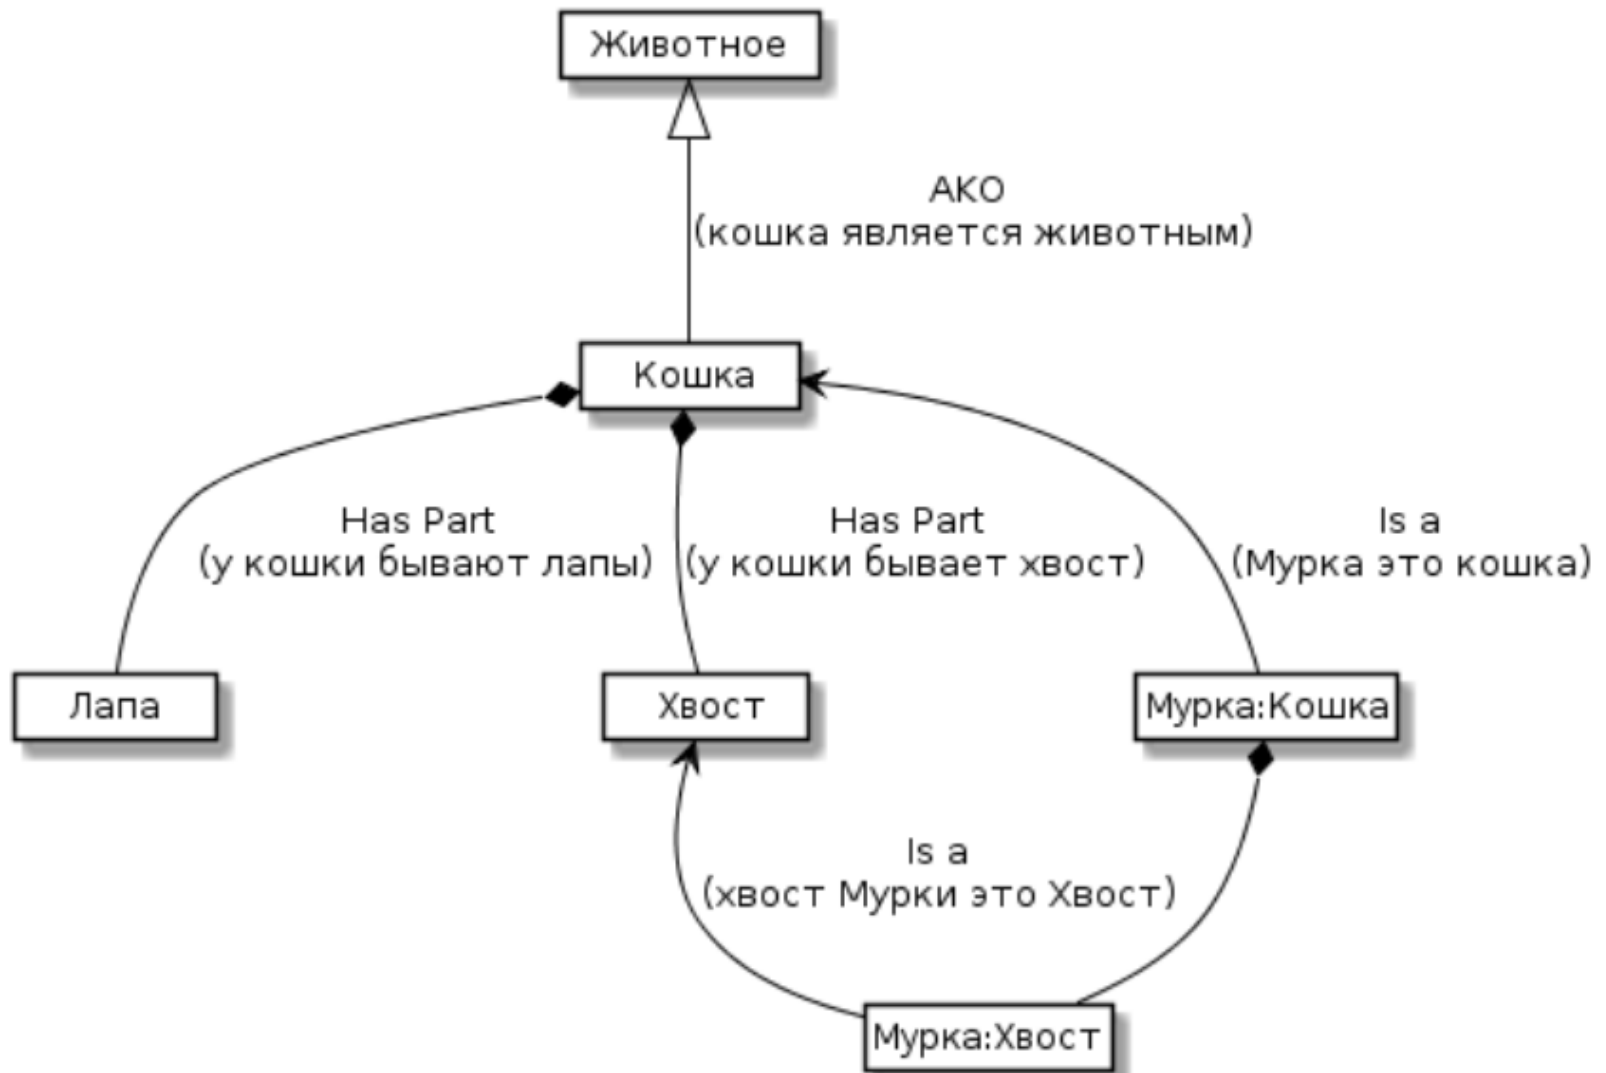 Животное
AKO
(кошка является животным)
Кошка
Has Part
(у кошки бывают лапы)
Has Part
(у кошки бывает хвост)
Is a
(Мурка это кошка)
Лапа
Хвост
Мурка:Кошка
Is a
(хвост Мурки это Хвост)
Мурка:Хвост